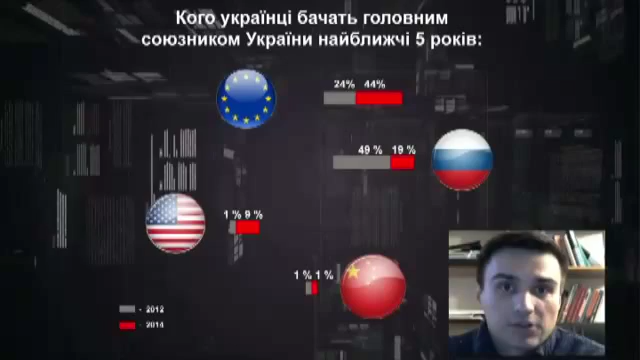 Кого українці бачать головним
союзником України найближчі 5 років:
24% 44%
49 % 19 %
1 % 9 %
1 % 1 %
- 2012
- 2014